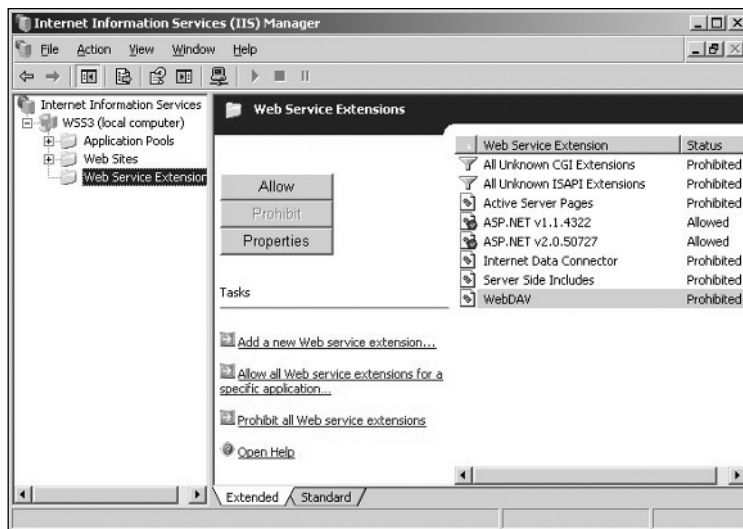 Internet Information Services (IIS) Manager
File Action View Window Help
Internet Information Services
WSS3 (local computer)
Application Pools
Web Sites
Web Service Extension
Web Service Extensions
Allow
Prohibit
Properties
Tasks
Add a new Web service extension...
Allow all Web service extensions for a
specific application...
Prohibit all Web service extensions
Open Help
Web Service Extension Status
All Unknown CGI Extensions Prohibited
All Unknown ISAPI Extensions Prohibited
Active Server Pages Prohibited
ASP.NET v1.1.4322 Allowed
ASP.NET v2.0.50727 Allowed
Internet Data Connector Prohibited
Server Side Includes Prohibited
WebDAV Prohibited
Extended Standard